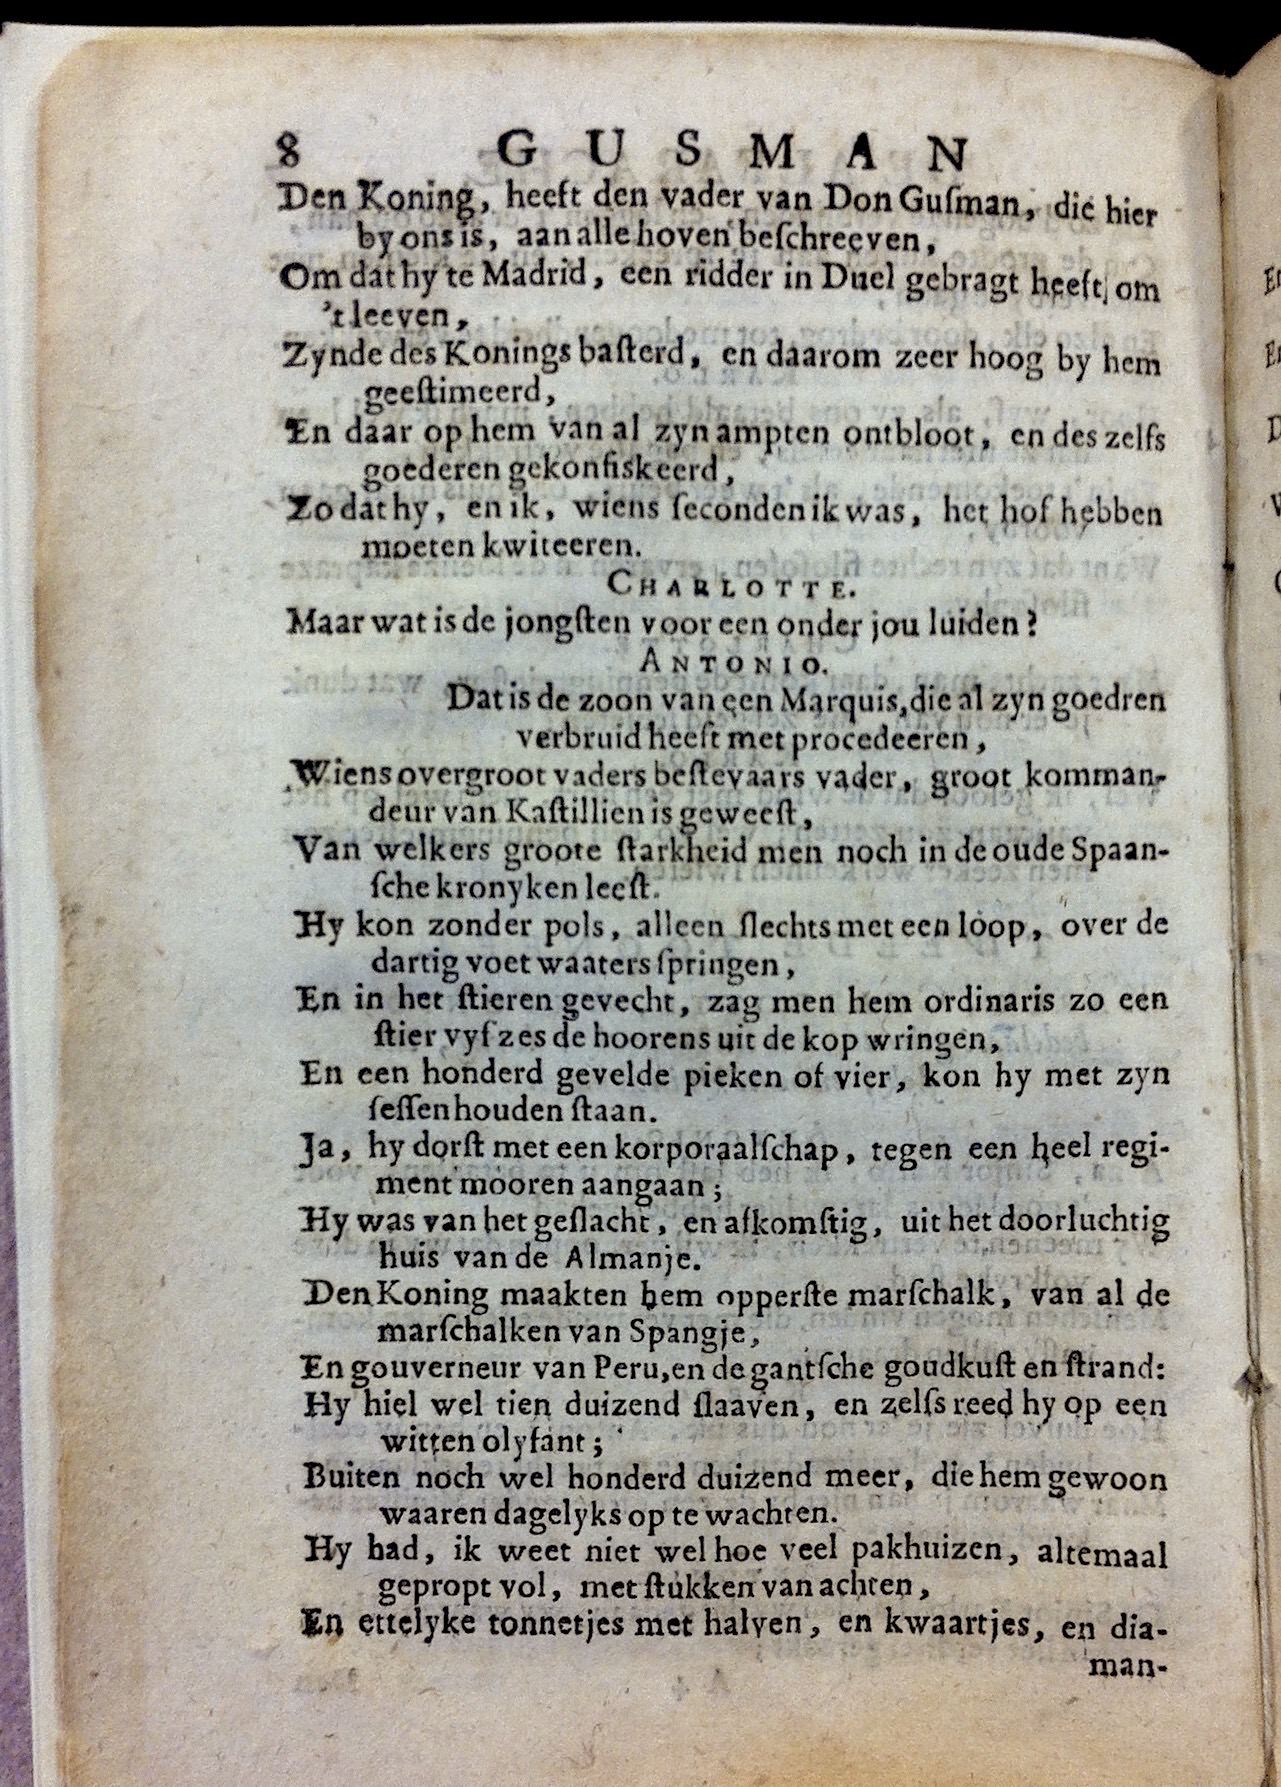 8 GUSMAN
Den Koning, heeft den vader van Don Guſman, die hier
by ons is, aan alle hoven beſchreeven,
Om dat hy te Madrid, een ridder in Duel gebragt heeft om
't leeven,
Zynde des Konings baſterd, en daarom zeer hoog by hem
geeſtimeerd,
En daar op hem van al zyn ampten ontbloot, en des zelfs
goederen gekonfiskeerd,
Zo dat hy, en ik, wiens ſeconden ik was, het hof hebben
moeten kwiteeren.
CHARLOTTE.
Maar wat is de jongſten voor een onder jou luiden?
ANTONIO.
Dat is de zoon van een Marquis, die al zyn goedren
verbruid heeft met procedeeren,
Wiens overgroot vaders beſtevaars vader, groot komman-
deur van Kaſtillien is geweeſt,
Van welkers groote ſtarkheid men noch in de oude Spaan-
ſche kronyken leeſt.
Hy kon zonder pols, alleen ſlechts met een loop, over de
dartig voet waaters ſpringen,
En in het ſtieren gevecht, zag men hem ordinaris zo een
ſtier vyf zes de hoorens uit de kop wringen,
En een honderd gevelde pieken of vier, kon hy met zyn
ſeſſen houden ſtaan.
Ja, hy dorſt met een korporaalſchap, tegen een heel regi-
ment mooren aangaan;
Hy was van het geſlacht, en afkomſtig, uit het doorluchtig
huis van de Almanje.
Den Koning maakten hem opperſte marſchalk, van al de
marſchalken van Spangje,
En gouverneur van Peru, en de gantſche goudkuſt en ſtrand:
Hy hiel wel tien duizend ſlaaven, en zelfs reed hy op een
witten olyfant;
Buiten noch wel honderd duizend meer, die hem gewoon
waaren dagelyks op te wachten.
Hy had, ik weet niet wel hoe veel pakhuizen, altemaal
gepropt vol, met ſtukken van achten,
En ettelyke tonnetjes met halven, en kwaartjes, en dia-
man-